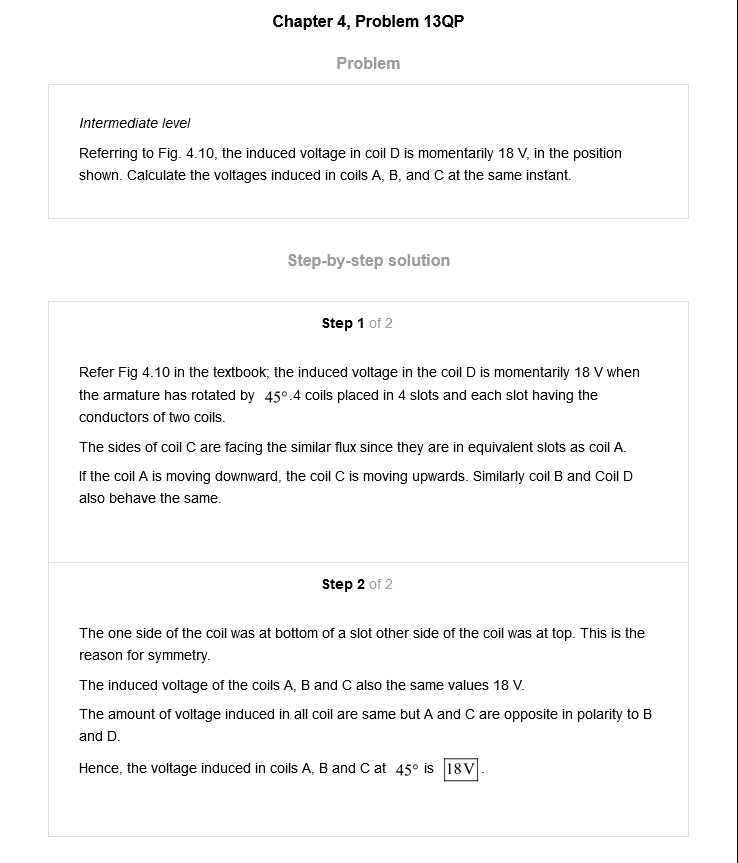 Chapter 4, Problem 13QP
Problem
Intermediate level
Referring to Fig. 4.10, the induced voltage in coil D is momentarily 18 V, in the position
shown. Calculate the voltages induced in coils A, B, and C at the same instant.
Step-by-step solution
Step 1 of 2
Refer Fig 4.10 in the textbook; the induced voltage in the coil D is momentarily 18 V when
the armature has rotated by 45° .4 coils placed in 4 slots and each slot having the
conductors of two coils.
The sides of coil C are facing the similar flux since they are in equivalent slots as coil A.
If the coil A is moving downward, the coil C is moving upwards. Similarly coil B and Coil D
also behave the same.
Step 2 of 2
The one side of the coil was at bottom of a slot other side of the coil was at top. This is the
reason for symmetry.
The induced voltage of the coils A, B and C also the same values 18 V.
The amount of voltage induced in all coil are same but A and C are opposite in polarity to B
and D.
Hence, the voltage induced in coils A, B and C at 45° is 18 V .